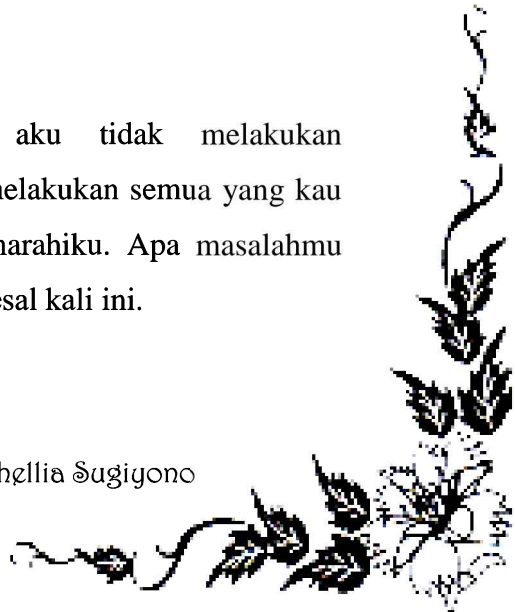 aku tidak melakukan
melakukan semua yang kau
marahiku. Apa masalahmu
esal kali ini.
hellia Sugiyono